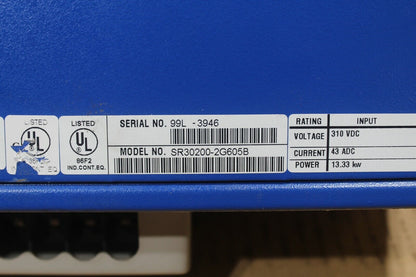 LISTED
UL
LISTED
UL
86F2
IND.CONT.EQ.
SERIAL NO. 99L -3946
MODEL NO. SR30200-2G605B
RATING INPUT
VOLTAGE 310 VDC
CURRENT 43 ADC
POWER 13.33 kw